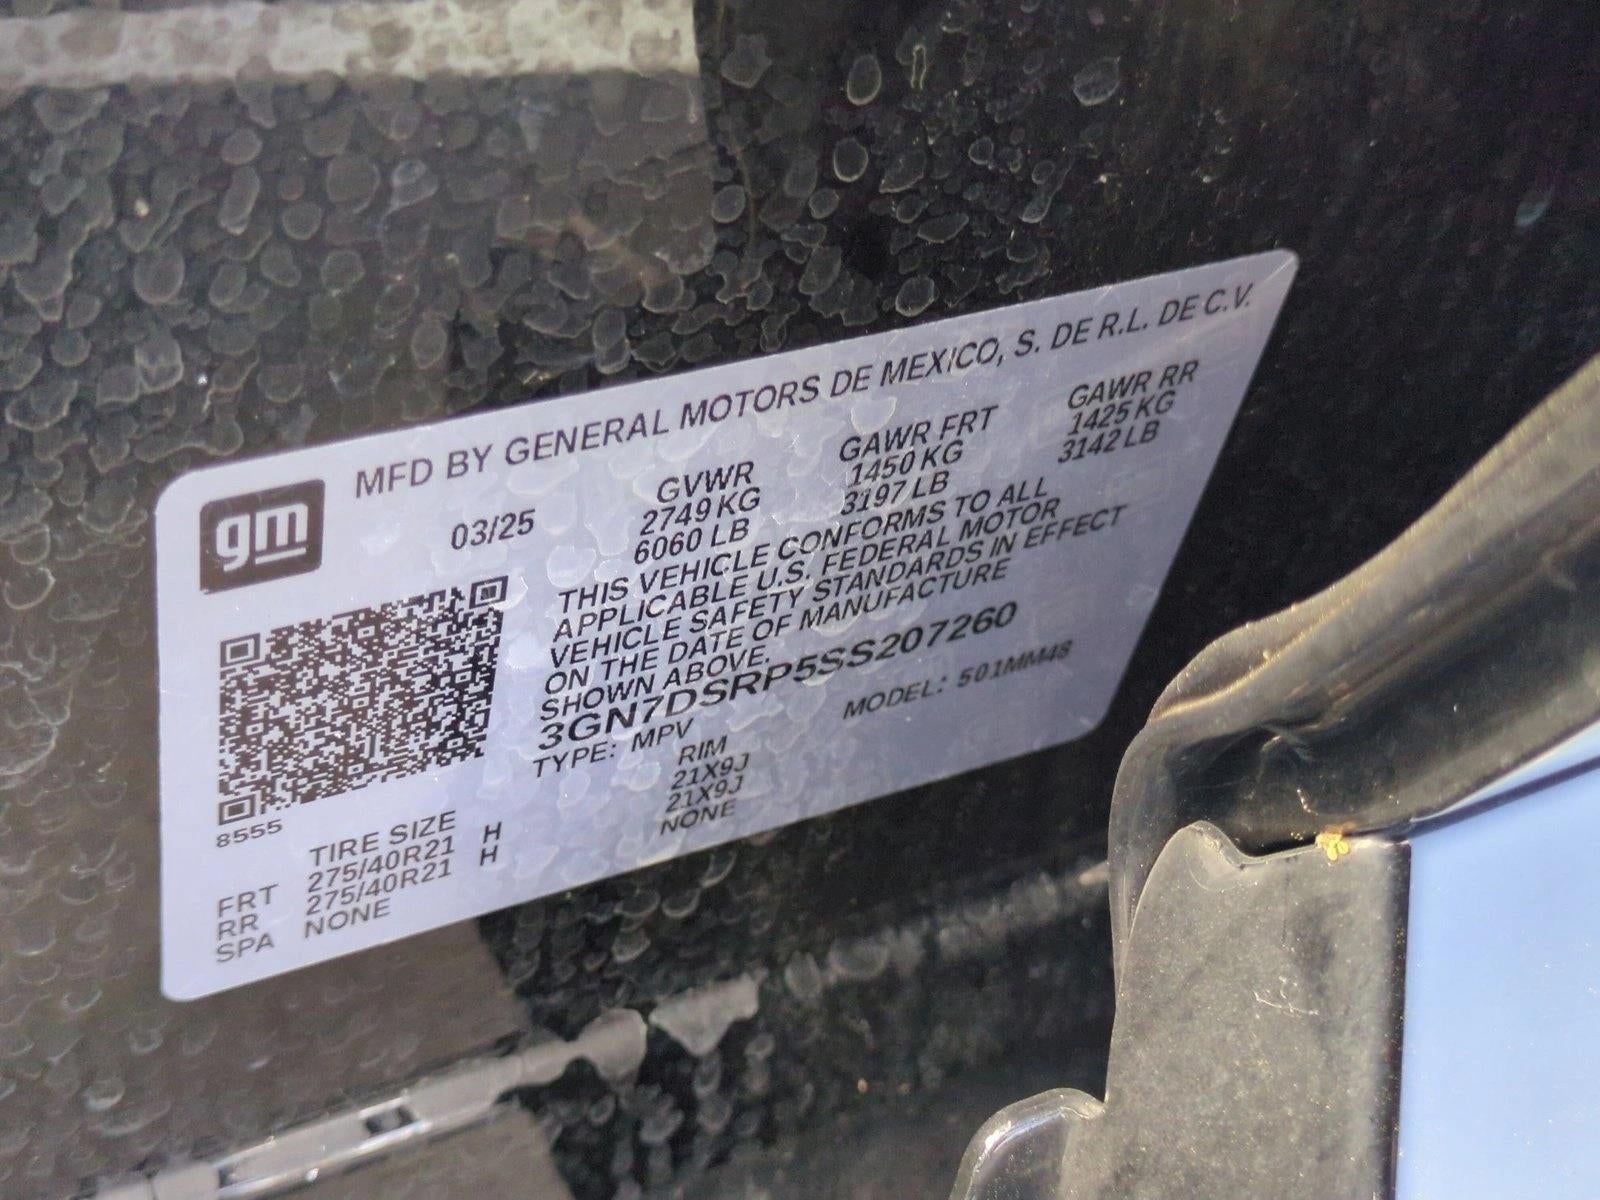 MFD BY GENERAL MOTORS DE MEXICO, S. DE R.L. DE C.V.
gm
03/25
GVWR GAWR FRT GAWR RR
2749 KG 1450 KG 1425 KG
6060 LB 3197 LB 3142 LB
THIS VEHICLE CONFORMS TO ALL
APPLICABLE U.S. FEDERAL MOTOR
VEHICLE SAFETY STANDARDS IN EFFECT
ON THE DATE OF MANUFACTURE
SHOWN ABOVE.
3GN7DSRP5SS207260
TYPE: MPV MODEL: 501MM48
8555
TIRE SIZE RIM
FRT 275/40R21 H 21X9J
RR 275/40R21 H 21X9J
SPA NONE NONE